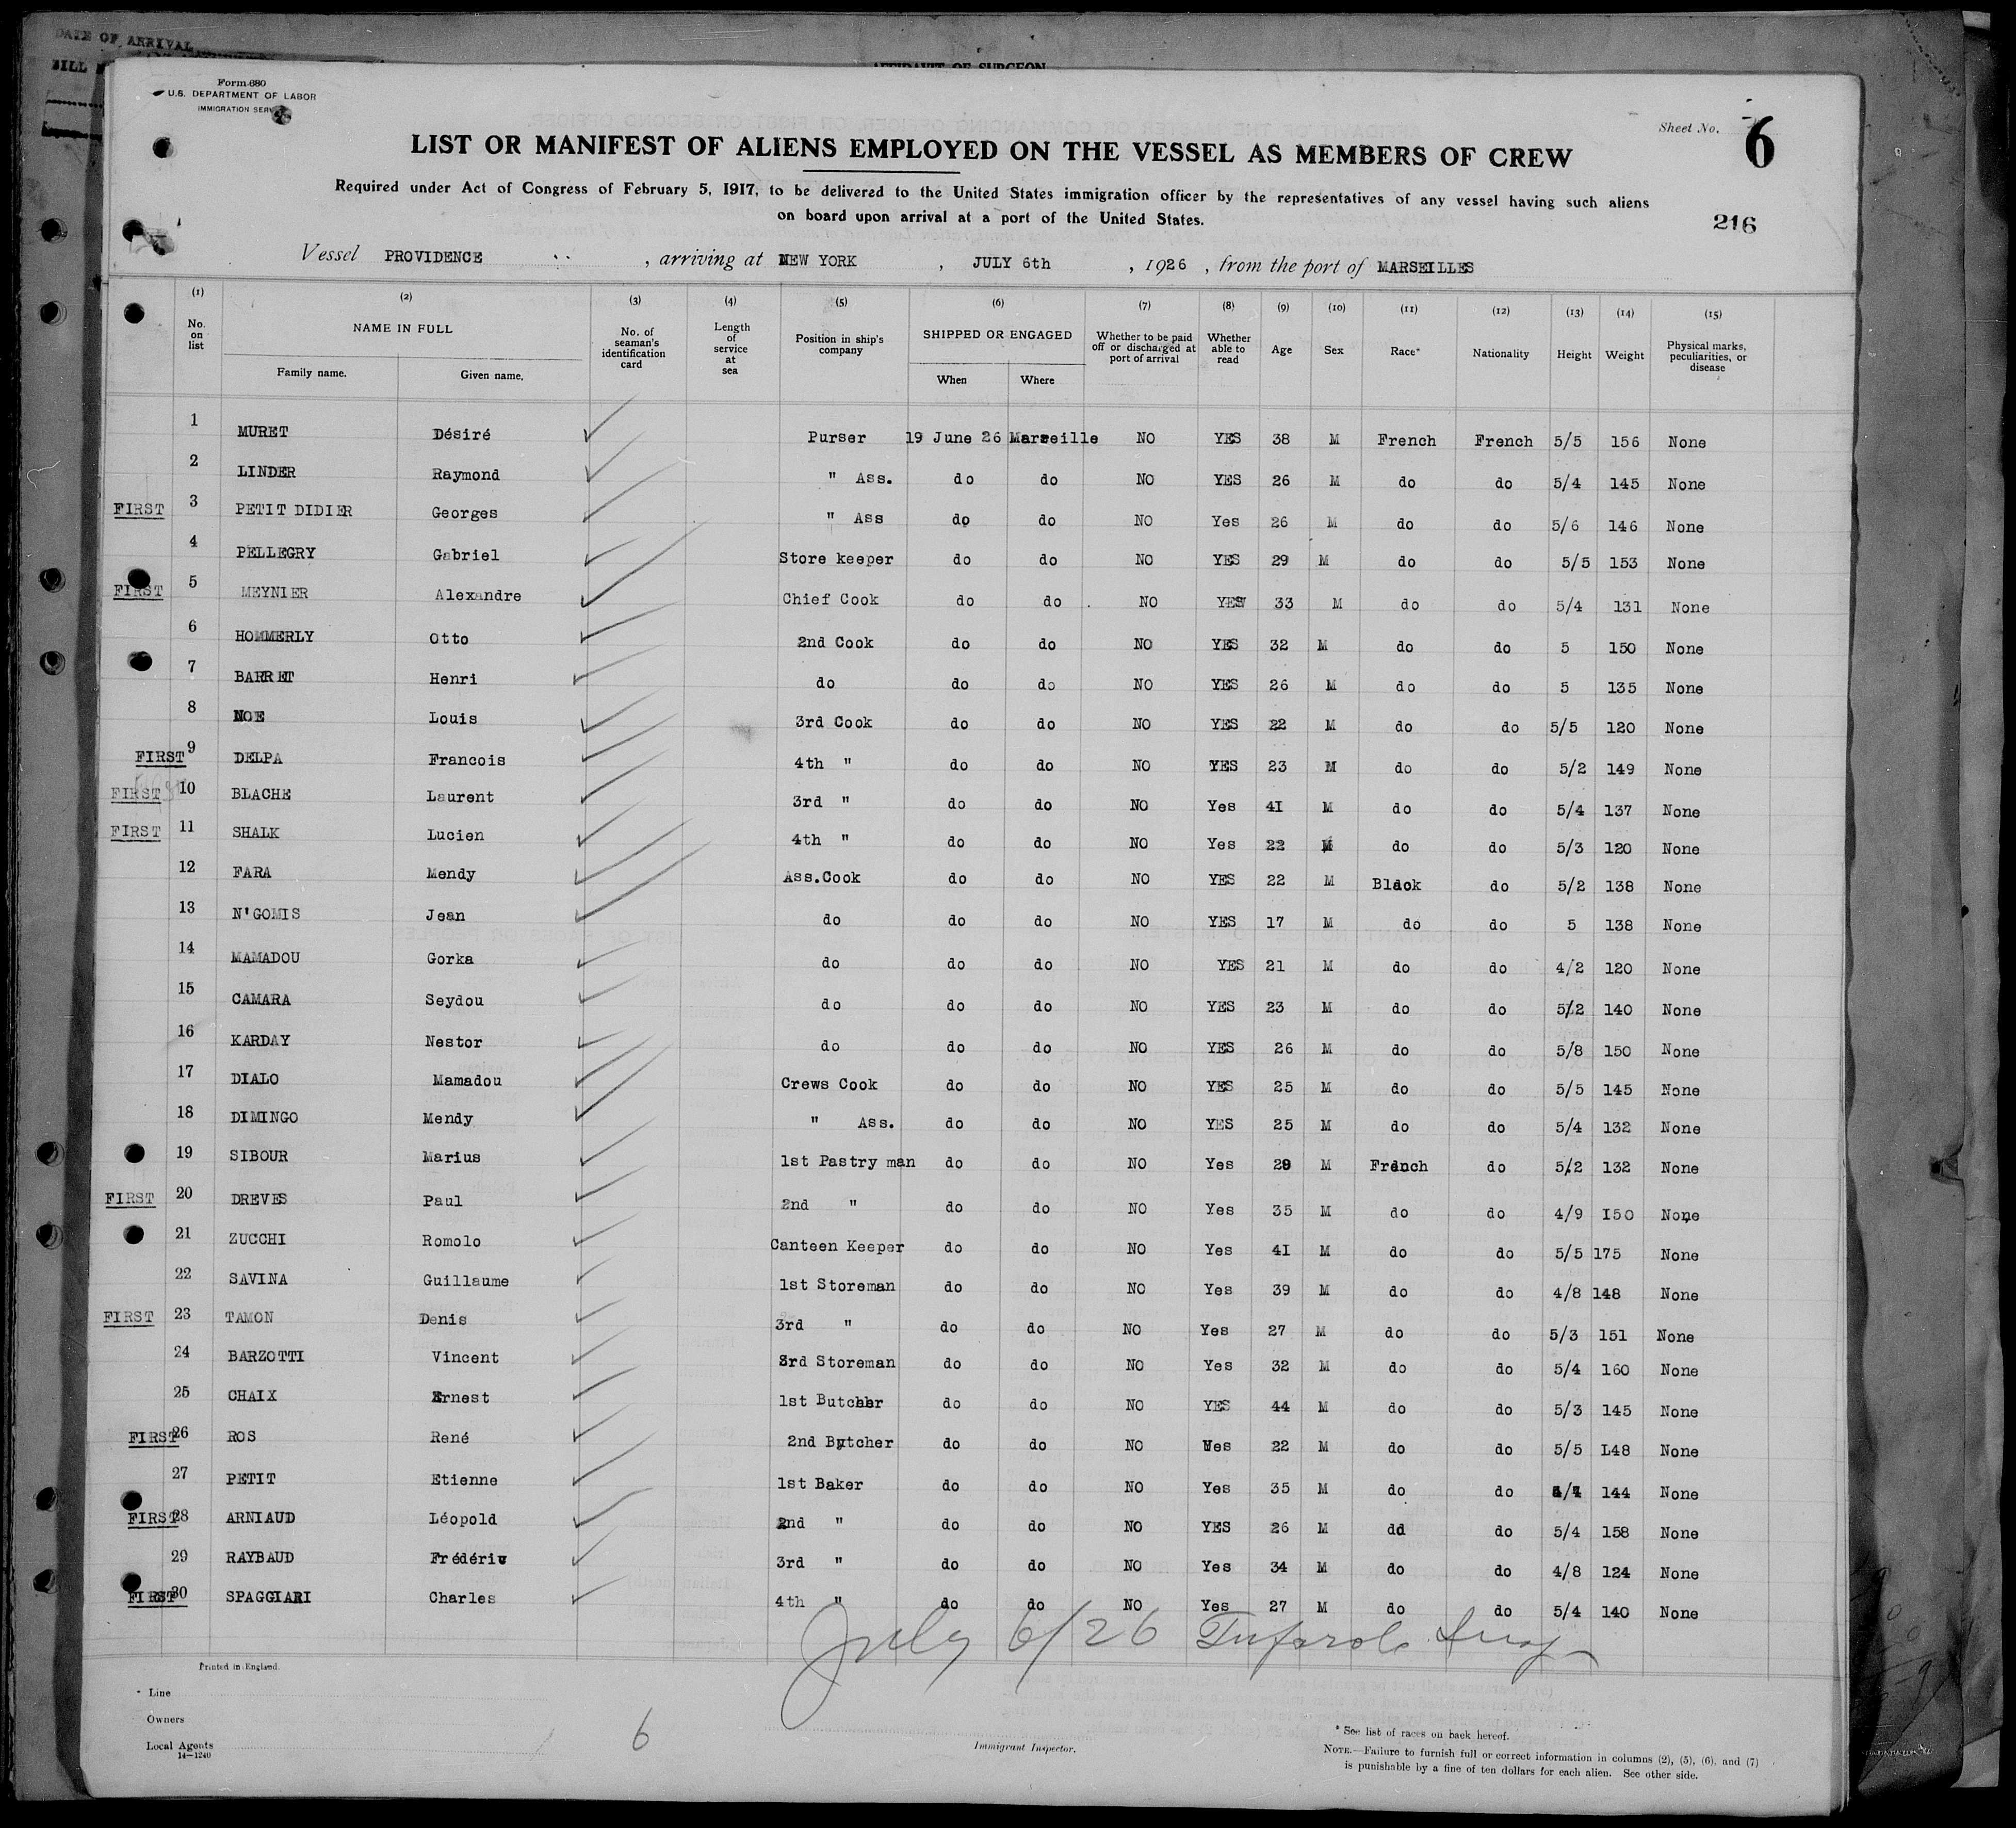 DATE OF ARRIVAL
BILL
AFFIDAVIT OF SURGEON
Form 680
U.S. DEPARTMENT OF LABOR
IMMIGRATION SERV
Sheet No. 6
LIST OR MANIFEST OF ALIENS EMPLOYED ON THE VESSEL AS MEMBERS OF CREW
Required under Act of Congress of February 5, 1917, to be delivered to the United States immigration officer by the representatives of any vessel having such aliens
on board upon arrival at a port of the United States.
216
Vessel PROVIDENCE , arriving at NEW YORK , JULY 6th , 1926 , from the port of MARSEILLES
(1) No. on list (2) NAME IN FULL Family name. Given name. (3) No. of seaman's identification card (4) Length of service at sea (5) Position in ship's company (6) SHIPPED OR ENGAGED When Where (7) Whether to be paid off or discharged at port of arrival (8) Whether able to read (9) Age (10) Sex (11) Race* (12) Nationality (13) Height (14) Weight (15) Physical marks, peculiarities, or disease
1 MURET Désiré Purser 19 June 26 Marseille NO YES 38 M French French 5/5 156 None
2 LINDER Raymond " Ass. do do NO YES 26 M do do 5/4 145 None
FIRST 3 PETIT DIDIER Georges " Ass do do NO Yes 26 M do do 5/6 146 None
4 PELLEGRY Gabriel Store keeper do do NO YES 29 M do do 5/5 153 None
FIRST 5 MEYNIER Alexandre Chief Cook do do NO YES 33 M do do 5/4 131 None
6 HOMMERLY Otto 2nd Cook do do NO YES 32 M do do 5 150 None
7 BARRET Henri do do do NO YES 26 M do do 5 135 None
8 NOE Louis 3rd Cook do do NO YES 22 M do do 5/5 120 None
FIRST 9 DELPA Francois 4th " do do NO YES 23 M do do 5/2 149 None
FIRST 10 BLACHE Laurent 3rd " do do NO Yes 41 M do do 5/4 137 None
FIRST 11 SHALK Lucien 4th " do do NO Yes 22 M do do 5/3 120 None
12 FARA Mendy Ass.Cook do do NO YES 22 M Black do 5/2 138 None
13 N'GOMIS Jean do do do NO YES 17 M do do 5 138 None
14 MAMADOU Gorka do do do NO YES 21 M do do 4/2 120 None
15 CAMARA Seydou do do do NO YES 23 M do do 5/2 140 None
16 KARDAY Nestor do do do NO YES 26 M do do 5/8 150 None
17 DIALO Mamadou Crews Cook do do NO YES 25 M do do 5/5 145 None
18 DIMINGO Mendy " Ass. do do NO YES 25 M do do 5/4 132 None
19 SIBOUR Marius 1st Pastry man do do NO Yes 29 M French do 5/2 132 None
FIRST 20 DREVES Paul 2nd " do do NO Yes 35 M do do 4/9 I50 None
21 ZUCCHI Romolo Canteen Keeper do do NO Yes 41 M do do 5/5 175 None
22 SAVINA Guillaume 1st Storeman do do NO Yes 39 M do do 4/8 148 None
FIRST 23 TAMON Denis 3rd " do do NO Yes 27 M do do 5/3 151 None
24 BARZOTTI Vincent 3rd Storeman do do NO Yes 32 M do do 5/4 160 None
25 CHAIX Ernest 1st Butcher do do NO YES 44 M do do 5/3 145 None
FIRST 26 ROS René 2nd Butcher do do NO Yes 22 M do do 5/5 L48 None
27 PETIT Etienne 1st Baker do do NO Yes 35 M do do 144 None
FIRST 28 ARNIAUD Léopold 2nd " do do NO YES 26 M dd do 5/4 158 None
29 RAYBAUD Frédéric 3rd " do do NO Yes 34 M do do 4/8 124 None
FIRST 30 SPAGGIARI Charles 4th " do do NO Yes 27 M do do 5/4 140 None
July 6/26
Printed in England.
Line
Owners
Local Agents
14—1240
6
Immigrant Inspector.
* See list of races on back hereof.
NOTE.—Failure to furnish full or correct information in columns (2), (5), (6), and (7)
is punishable by a fine of ten dollars for each alien. See other side.